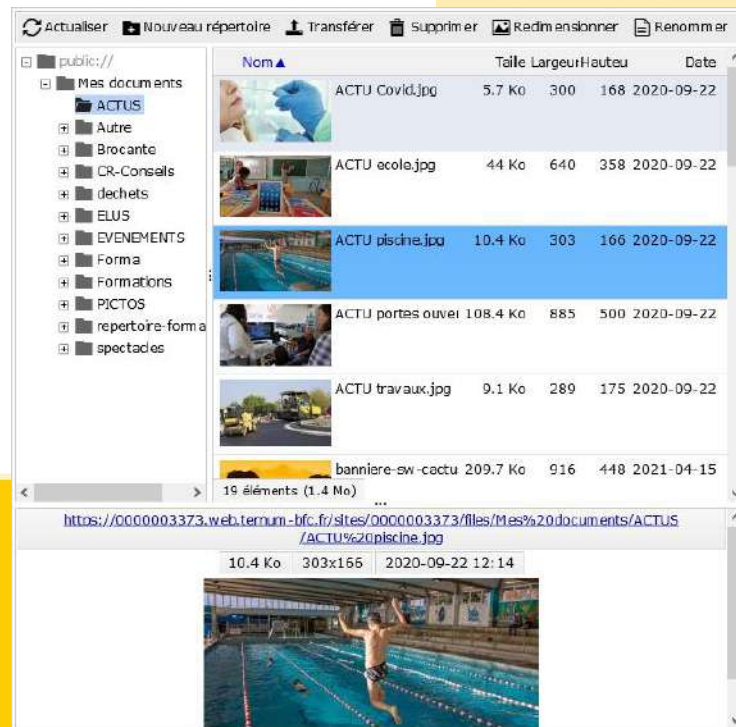 Actualiser Nouveau répertoire Transférer Supprimer Redimensionner Renommer
public://
Mes documents
ACTUS
Autre
Brocante
CR-Conseils
dechets
ELUS
EVENEMENTS
Forma
Formations
PICTOS
repertoire-forma
spectacles
Nom▲ Taille Largeur Hauteu Date
ACTU Covid.jpg 5.7 Ko 300 168 2020-09-22
ACTU ecole.jpg 44 Ko 640 358 2020-09-22
ACTU piscine.jpg 10.4 Ko 303 166 2020-09-22
ACTU portes ouver 108.4 Ko 885 500 2020-09-22
ACTU travaux.jpg 9.1 Ko 289 175 2020-09-22
banniere-sw-cactu 209.7 Ko 916 448 2021-04-15
19 éléments (1.4 Mo)
https://0000003373.web.ternum-bfc.fr/sites/0000003373/files/Mes%20documents/ACTUS
/ACTU%20piscine.jpg
10.4 Ko 303x166 2020-09-22 12:14